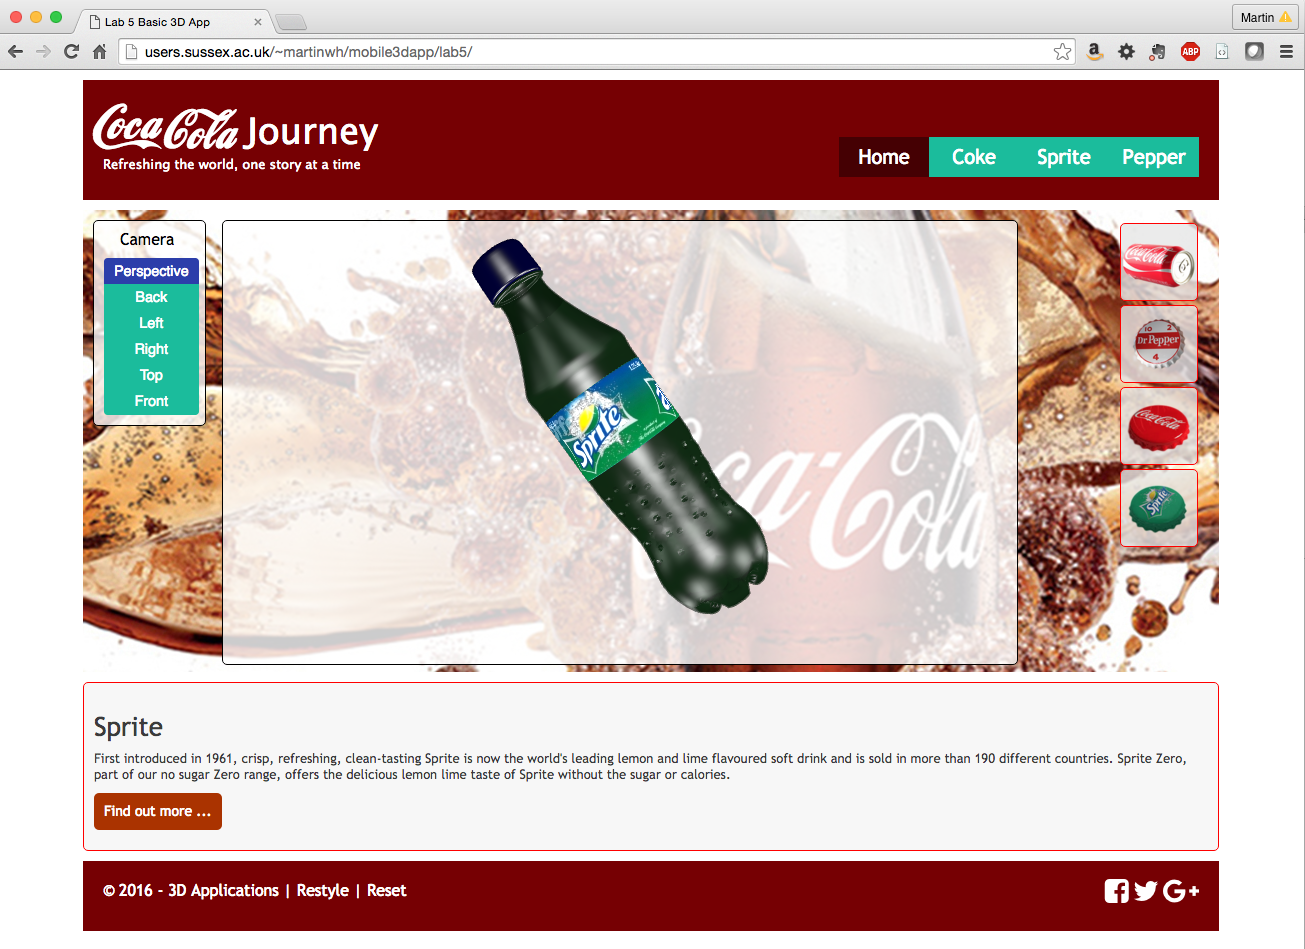 Lab 5 Basic 3D App
Martin
users.sussex.ac.uk/~martinwh/mobile3dapp/lab5/
ABP
Coca Cola Journey
Refreshing the world, one story at a time
Home Coke Sprite Pepper
Camera
Perspective
Back
Left
Right
Top
Front
Sprite
Coca-Cola
Coca-Cola
10 2
Dr Pepper
4
Coca-Cola
Sprite
Sprite
First introduced in 1961, crisp, refreshing, clean-tasting Sprite is now the world's leading lemon and lime flavoured soft drink and is sold in more than 190 different countries. Sprite Zero,
part of our no sugar Zero range, offers the delicious lemon lime taste of Sprite without the sugar or calories.
Find out more ...
© 2016 - 3D Applications | Restyle | Reset